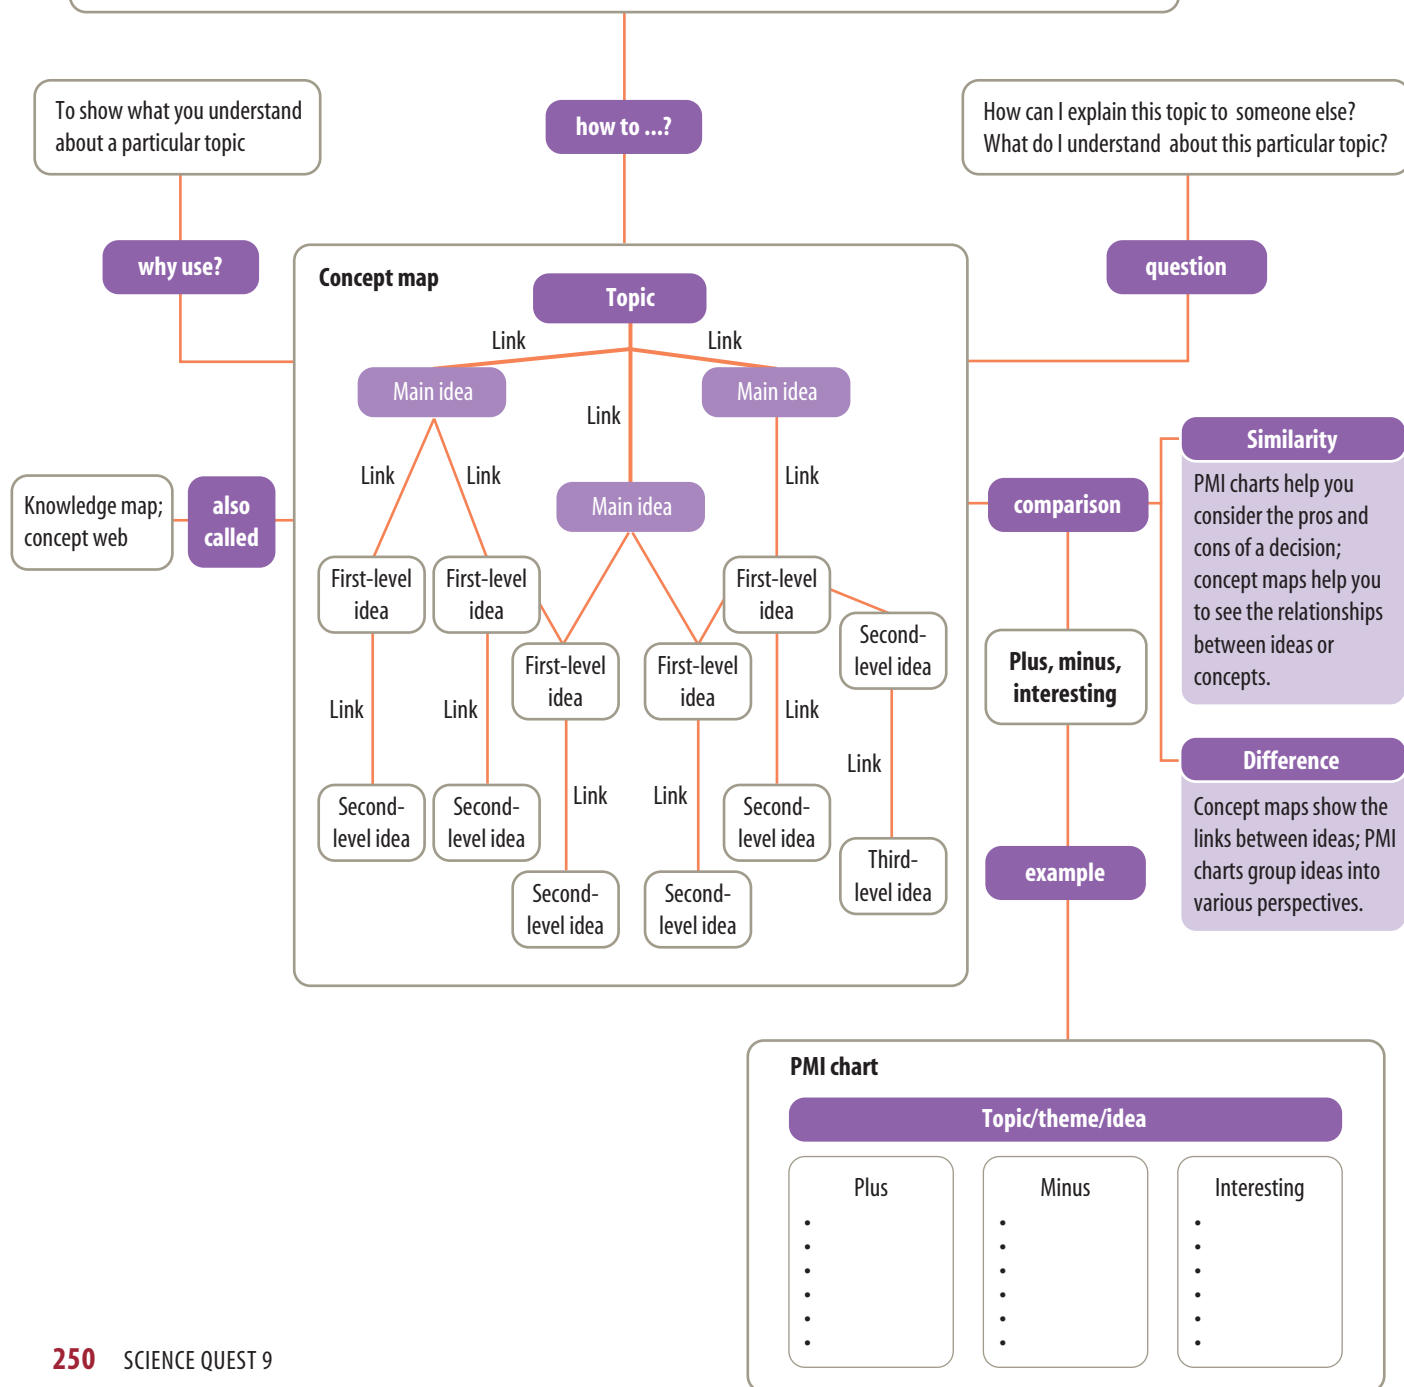 To show what you understand
about a particular topic
how to ...?
How can I explain this topic to someone else?
What do I understand about this particular topic?
why use?
question
Concept map
Topic
Link
Link
Main idea
Main idea
Link
Link
Link
Link
Main idea
Knowledge map;
concept web
also
called
First-level
idea
First-level
idea
First-level
idea
First-level
idea
First-level
idea
Second-
level idea
Link
Link
Link
Link
Link
Link
Second-
level idea
Second-
level idea
Second-
level idea
Second-
level idea
Second-
level idea
Third-
level idea
comparison
Plus, minus,
interesting
example
Similarity
PMI charts help you
consider the pros and
cons of a decision;
concept maps help you
to see the relationships
between ideas or
concepts.
Difference
Concept maps show the
links between ideas; PMI
charts group ideas into
various perspectives.
PMI chart
Topic/theme/idea
Plus
•
•
•
•
•
•
Minus
•
•
•
•
•
•
Interesting
•
•
•
•
•
•
250 SCIENCE QUEST 9